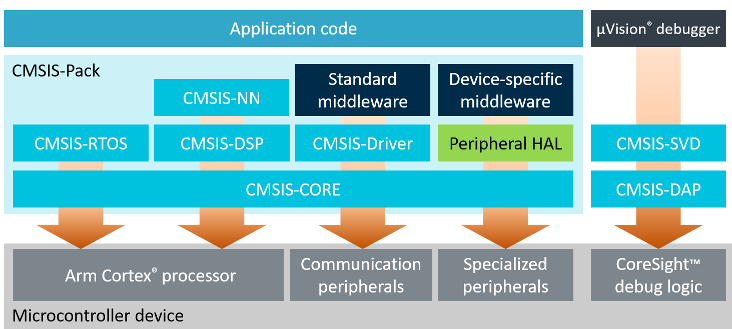 Application code
µVision® debugger
CMSIS-Pack
CMSIS-NN
Standard
middleware
Device-specific
middleware
CMSIS-RTOS
CMSIS-DSP
CMSIS-Driver
Peripheral HAL
CMSIS-SVD
CMSIS-CORE
CMSIS-DAP
Arm Cortex® processor
Communication
peripherals
Specialized
peripherals
CoreSight™
debug logic
Microcontroller device